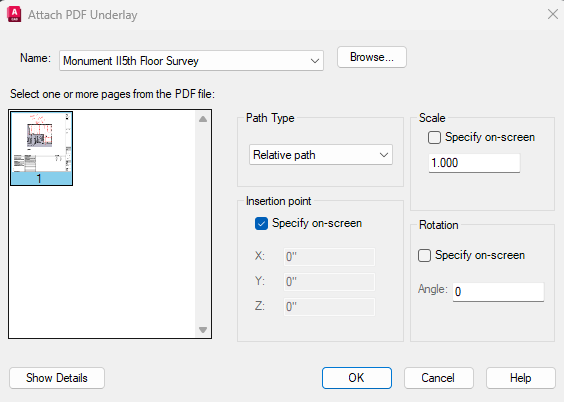 Attach PDF Underlay
Name: Monument II5th Floor Survey Browse...
Select one or more pages from the PDF file:
1
Path Type
Relative path
Insertion point
Specify on-screen
X: 0"
Y: 0"
Z: 0"
Scale
Specify on-screen
1.000
Rotation
Specify on-screen
Angle: 0
Show Details OK Cancel Help